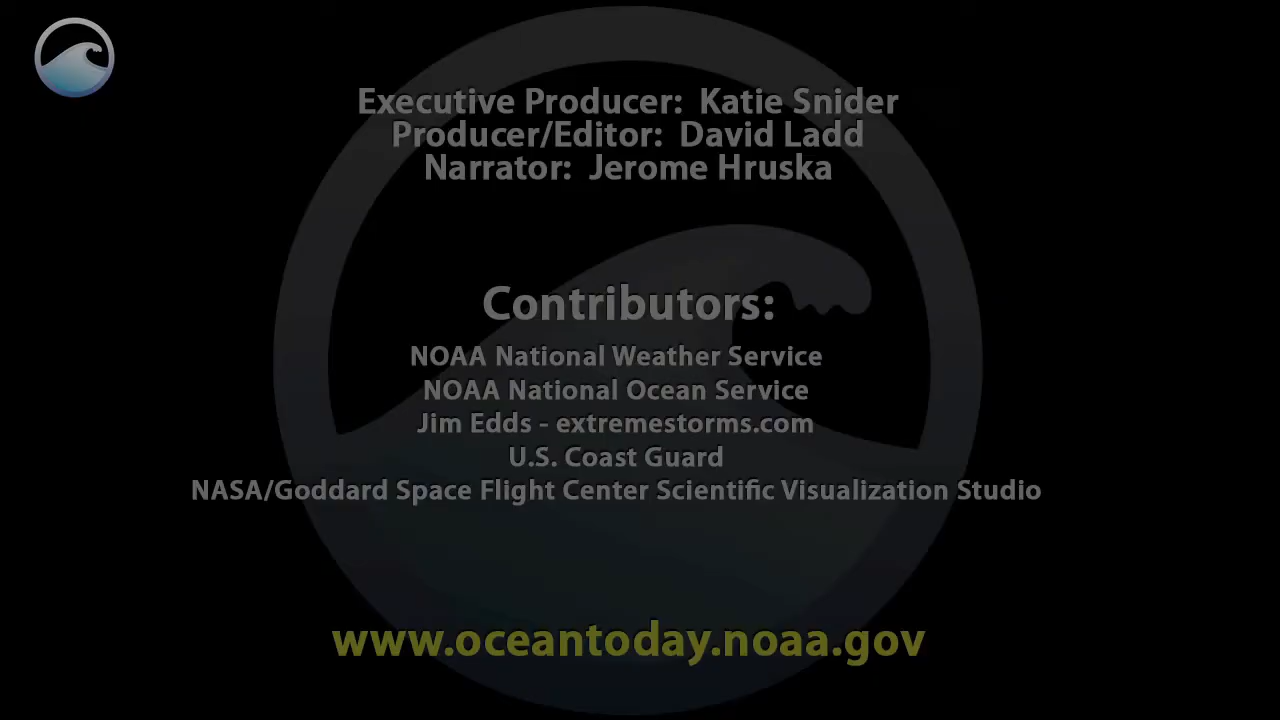 Executive Producer: Katie Snider
Producer/Editor: David Ladd
Narrator: Jerome Hruska
Contributors:
NOAA National Weather Service
NOAA National Ocean Service
Jim Edds - extremestorms.com
U.S. Coast Guard
NASA/Goddard Space Flight Center Scientific Visualization Studio
www.oceantoday.noaa.gov